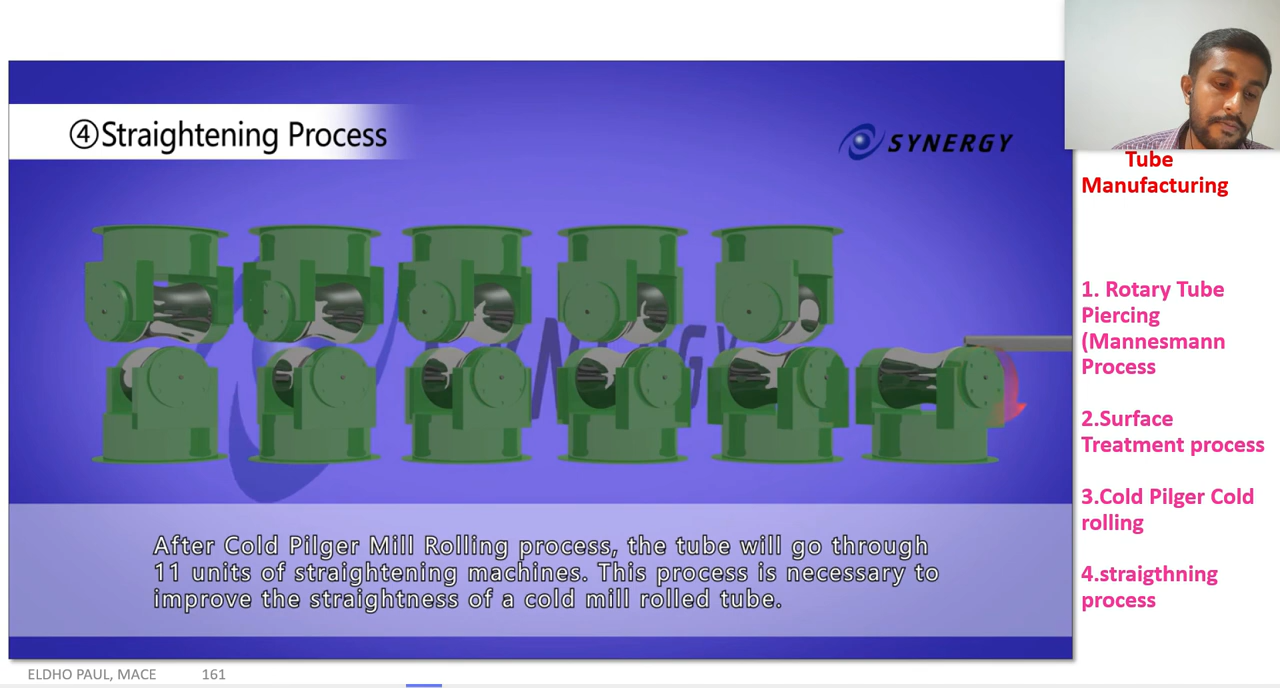 ④Straightening Process
SYNERGY
After Cold Pilger Mill Rolling process, the tube will go through
11 units of straightening machines. This process is necessary to
improve the straightness of a cold mill rolled tube.
Tube
Manufacturing
1. Rotary Tube
Piercing
(Mannesmann
Process
2.Surface
Treatment process
3.Cold Pilger Cold
rolling
4.straigthning
process
ELDHO PAUL, MACE
161